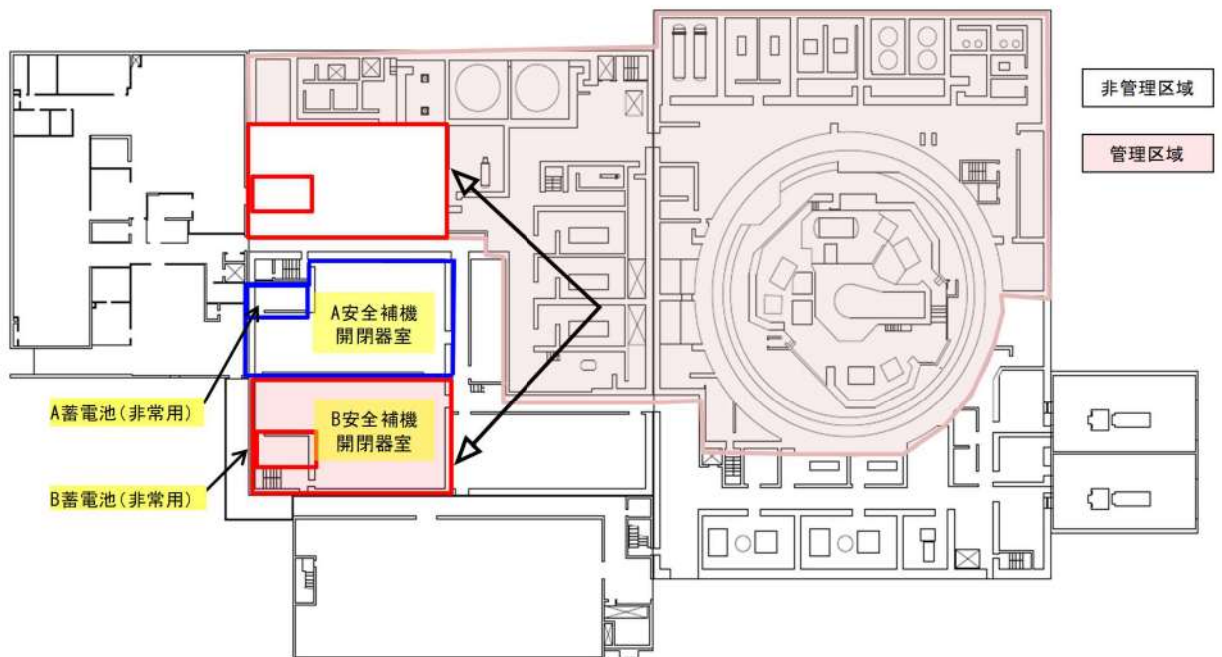 非管理区域
管理区域
A安全補機
開閉器室
A蓄電池(非常用)
B安全補機
開閉器室
B蓄電池(非常用)